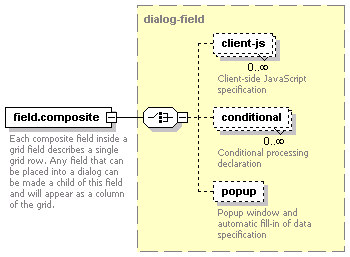 dialog-field
client-js
0..∞
Client-side JavaScript
specification
field.composite
Each composite field inside a
grid field describes a single
grid row. Any field that can
be placed into a dialog can
be made a child of this field
and will appear as a column
of the grid.
conditional
0..∞
Conditional processing
declaration
popup
Popup window and
automatic fill-in of data
specification